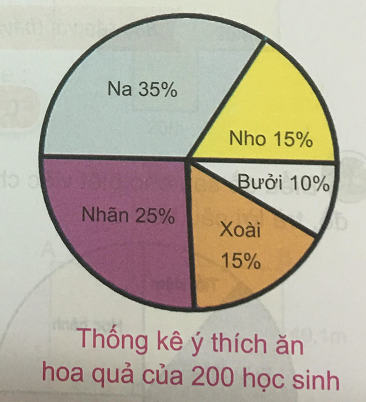 Na 35%
Nho 15%
Bưởi 10%
Nhãn 25%
Xoài
15%
Thống kê ý thích ăn
hoa quả của 200 học sinh